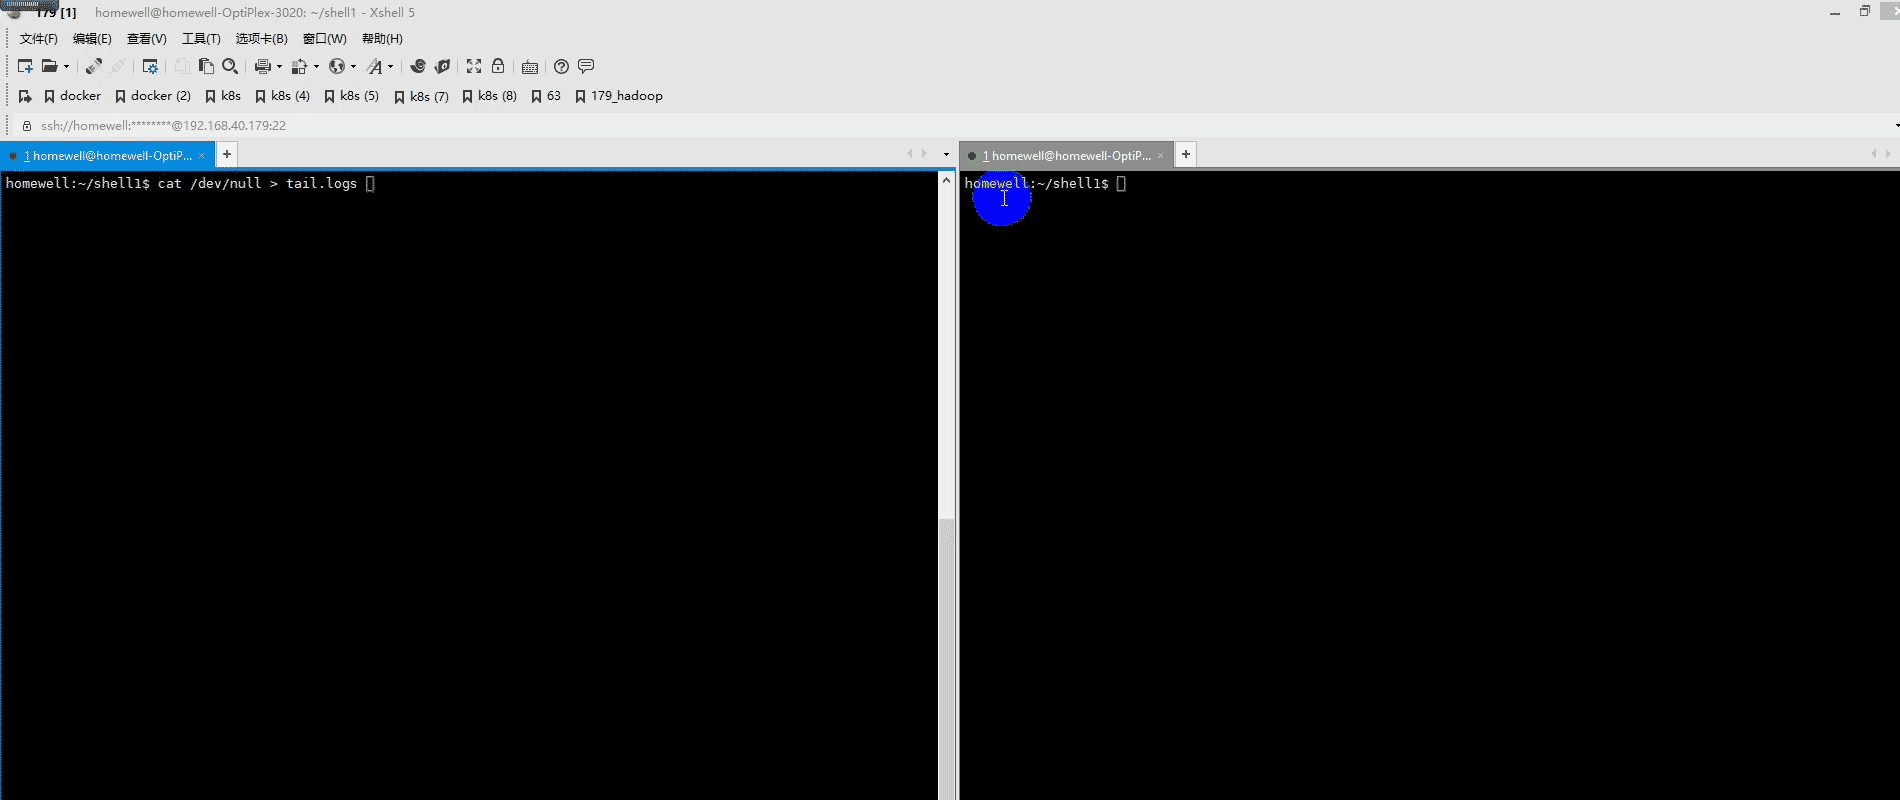 179 [1] homewell@homewell-OptiPlex-3020: ~/shell1 - Xshell 5
文件(F) 编辑(E) 查看(V) 工具(T) 选项卡(B) 窗口(W) 帮助(H)
docker docker (2) k8s k8s (4) k8s (5) k8s (7) k8s (8) 63 179_hadoop
ssh://homewell:********@192.168.40.179:22
1 homewell@homewell-OptiP... × + 1 homewell@homewell-OptiP... × +
homewell:~/shell1$ cat /dev/null > tail.logs
homewell:~/shell1$